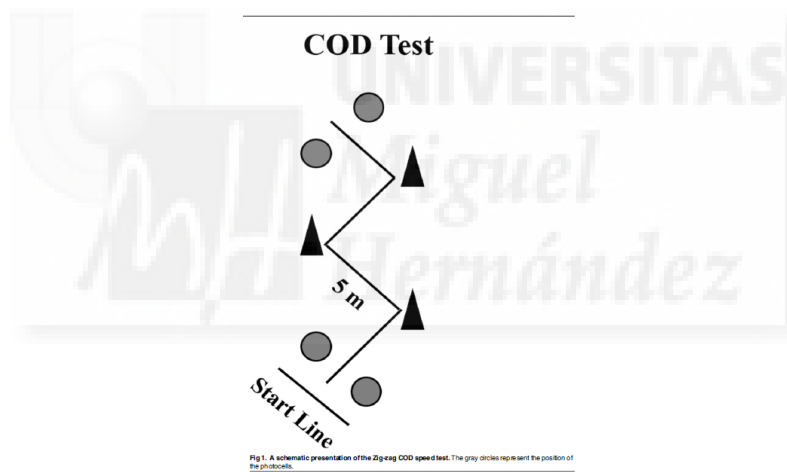 COD Test
UNIVERSITAS
Miguel
Hernández
5 m
Start Line
Fig 1. A schematic presentation of the Zig-zag COD speed test. The gray circles represent the position of
the photocells.